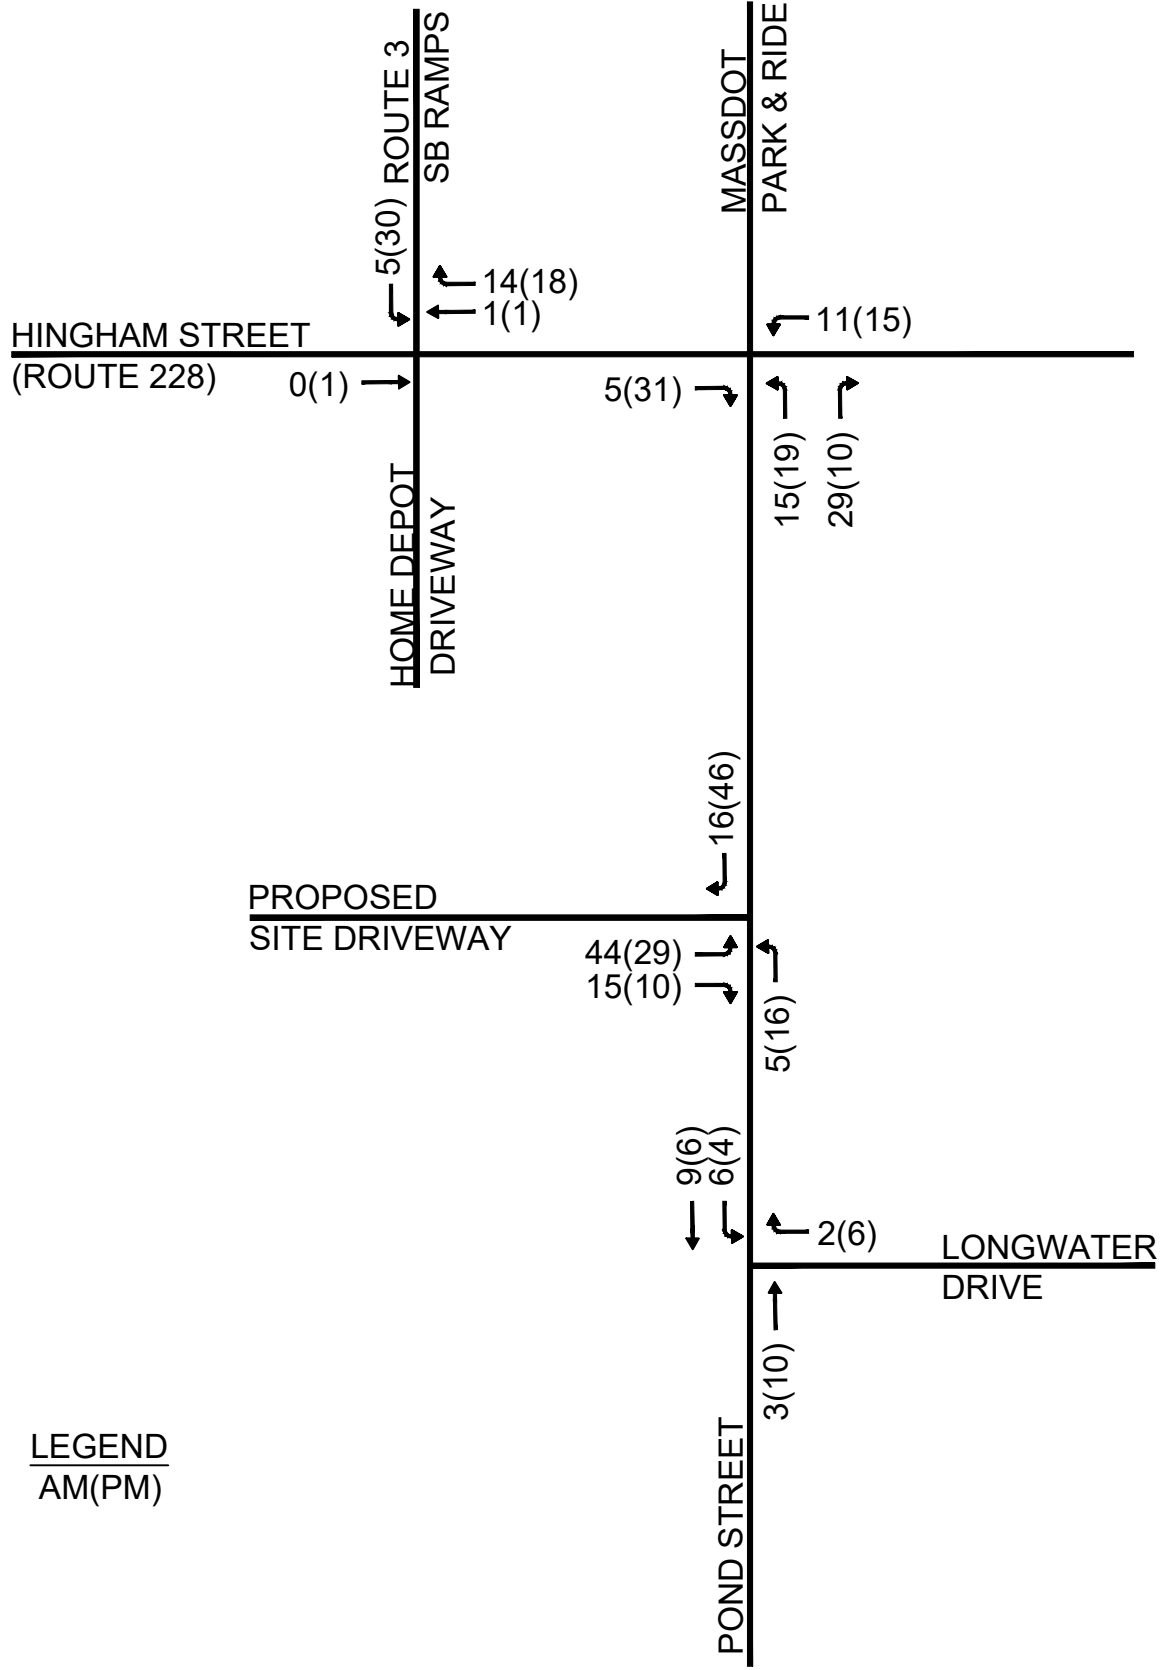 ROUTE 3
SB RAMPS
MASSDOT
PARK & RIDE
5(30)
14(18)
1(1)
11(15)
HINGHAM STREET
(ROUTE 228)
0(1)
5(31)
15(19)
29(10)
HOME DEPOT
DRIVEWAY
16(46)
PROPOSED
SITE DRIVEWAY
44(29)
15(10)
5(16)
9(6)
6(4)
2(6)
LONGWATER
DRIVE
3(10)
POND STREET
LEGEND
AM(PM)